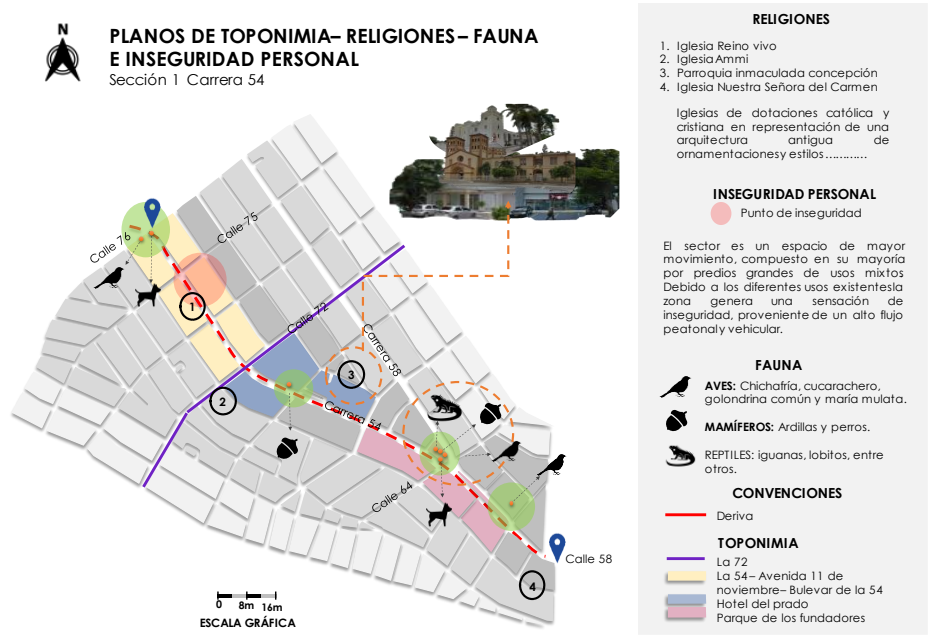 N
PLANOS DE TOPONIMIA– RELIGIONES – FAUNA
E INSEGURIDAD PERSONAL
Sección 1 Carrera 54
Calle 76
Calle 75
Calle 72
Carrera 58
Carrera 54
Calle 64
Calle 58
1
2
3
4
0 8m 16m
ESCALA GRÁFICA
RELIGIONES
1. Iglesia Reino vivo
2. Iglesia Ammi
3. Parroquia inmaculada concepción
4. Iglesia Nuestra Señora del Carmen
Iglesias de dotaciones católica y
cristiana en representación de una
arquitectura antigua de
ornamentacionesy estilos...........
INSEGURIDAD PERSONAL
Punto de inseguridad
El sector es un espacio de mayor
movimiento, compuesto en su mayoría
por predios grandes de usos mixtos
Debido a los diferentes usos existentesla
zona genera una sensación de
inseguridad, proveniente de un alto flujo
peatonaly vehicular.
FAUNA
AVES: Chichafría, cucarachero,
golondrina común y maría mulata.
MAMÍFEROS: Ardillas y perros.
REPTILES: iguanas, lobitos, entre
otros.
CONVENCIONES
Deriva
TOPONIMIA
La 72
La 54 – Avenida 11 de
noviembre– Bulevar de la 54
Hotel del prado
Parque de los fundadores